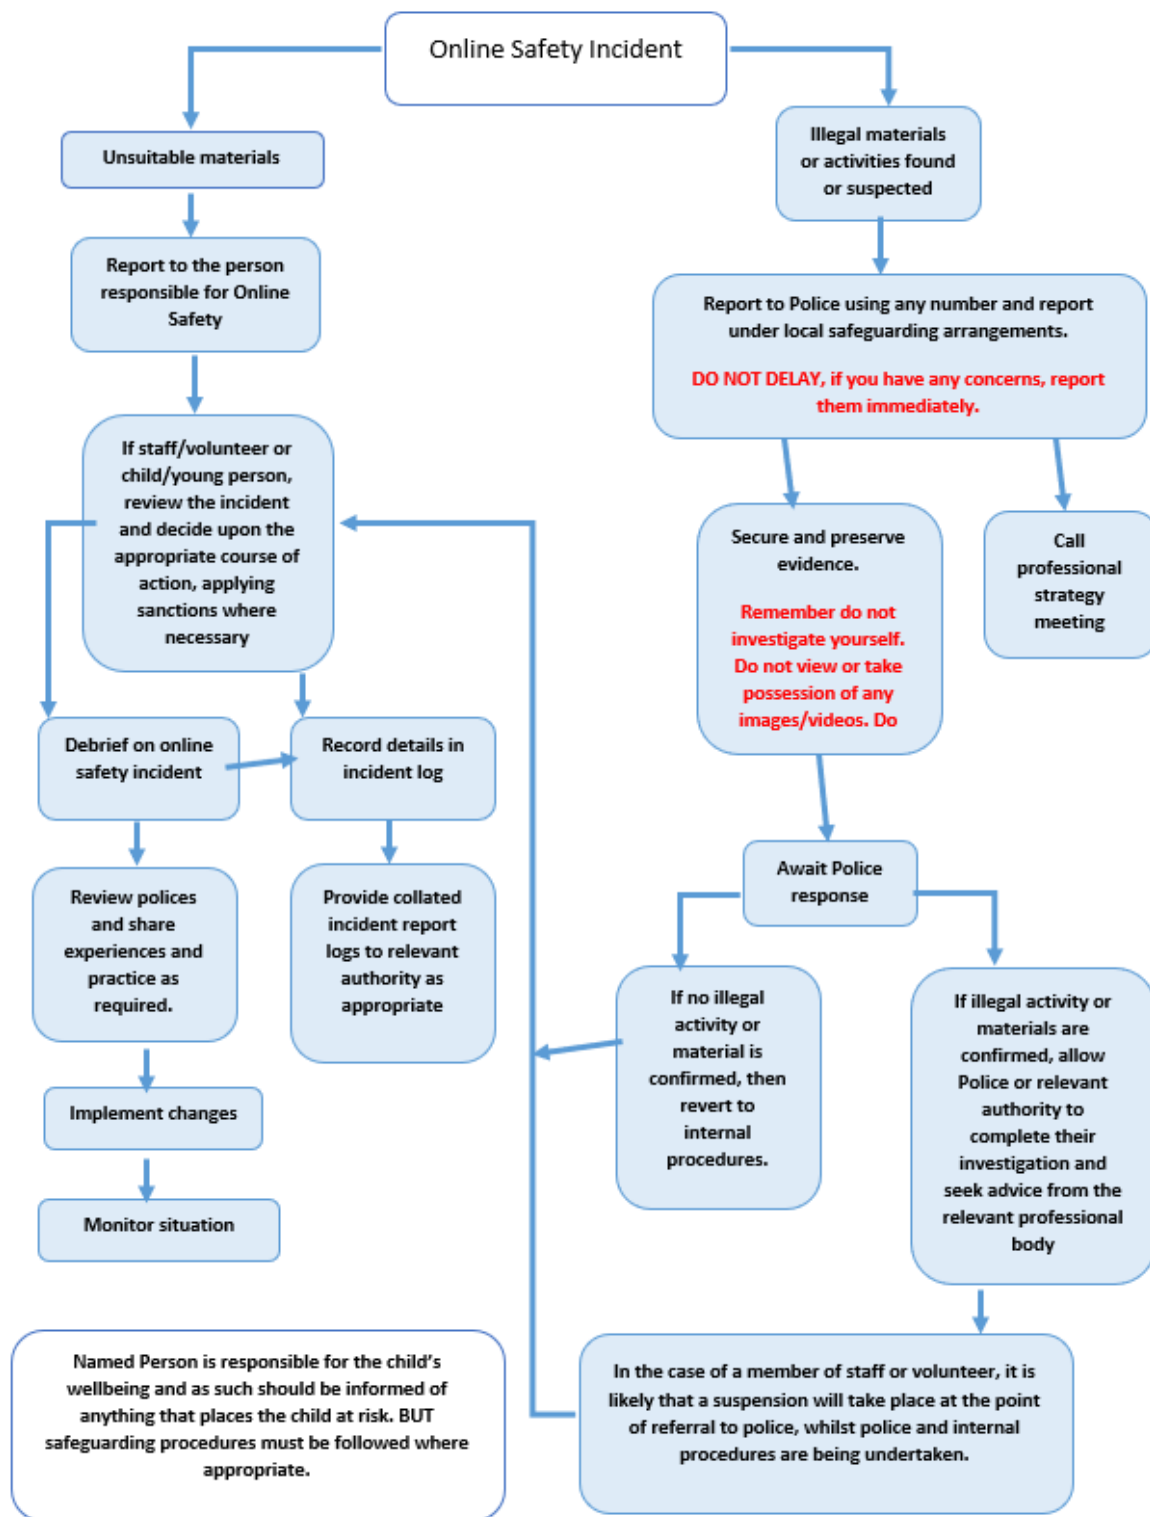 Online Safety Incident
Unsuitable materials
Report to the person
responsible for Online
Safety
If staff/volunteer or
child/young person,
review the incident
and decide upon the
appropriate course of
action, applying
sanctions where
necessary
Debrief on online
safety incident
Record details in
incident log
Review polices
and share
experiences and
practice as
required.
Provide collated
incident report
logs to relevant
authority as
appropriate
Implement changes
Monitor situation
Illegal materials
or activities found
or suspected
Report to Police using any number and report
under local safeguarding arrangements.
DO NOT DELAY, if you have any concerns, report
them immediately.
Secure and preserve
evidence.
Remember do not
investigate yourself.
Do not view or take
possession of any
images/videos. Do
Call
professional
strategy
meeting
Await Police
response
If no illegal
activity or
material is
confirmed, then
revert to
internal
procedures.
If illegal activity or
materials are
confirmed, allow
Police or relevant
authority to
complete their
investigation and
seek advice from the
relevant professional
body
In the case of a member of staff or volunteer, it is
likely that a suspension will take place at the point
of referral to police, whilst police and internal
procedures are being undertaken.
Named Person is responsible for the child's
wellbeing and as such should be informed of
anything that places the child at risk. BUT
safeguarding procedures must be followed where
appropriate.